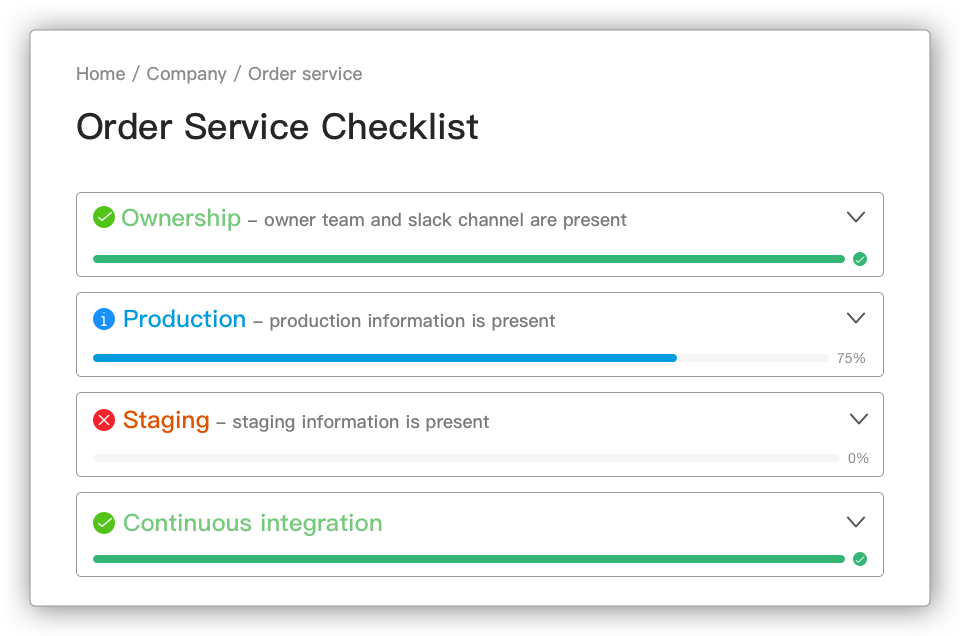 Home / Company / Order service
Order Service Checklist
Ownership – owner team and slack channel are present
Production – production information is present
75%
Staging – staging information is present
0%
Continuous integration